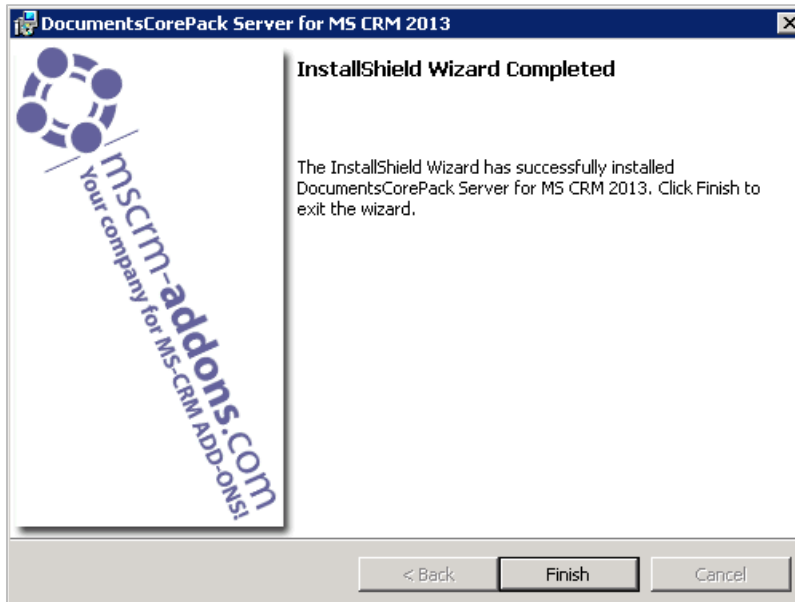 DocumentsCorePack Server for MS CRM 2013
InstallShield Wizard Completed
The InstallShield Wizard has successfully installed
DocumentsCorePack Server for MS CRM 2013. Click Finish to
exit the wizard.
mscrm-addons.com
Your company for MS-CRM ADD-ONS!
< Back
Finish
Cancel